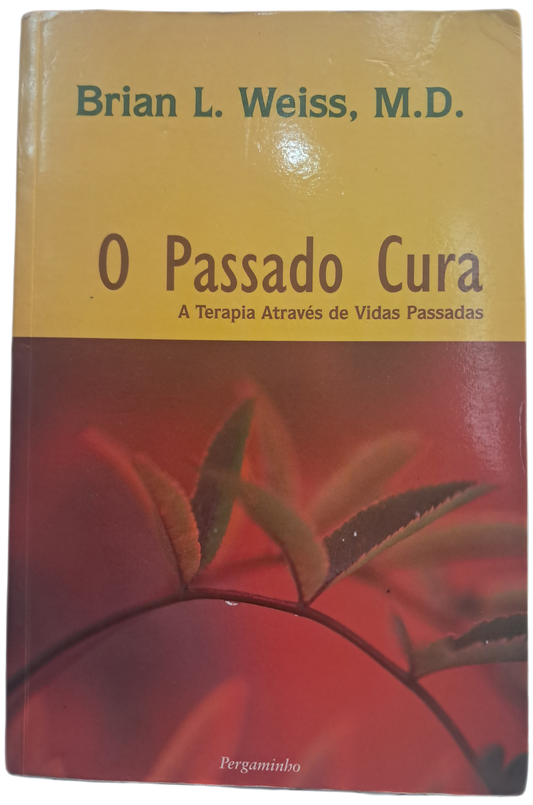 Brian L. Weiss, M.D.
O Passado Cura
A Terapia Através de Vidas Passadas
Pergaminho